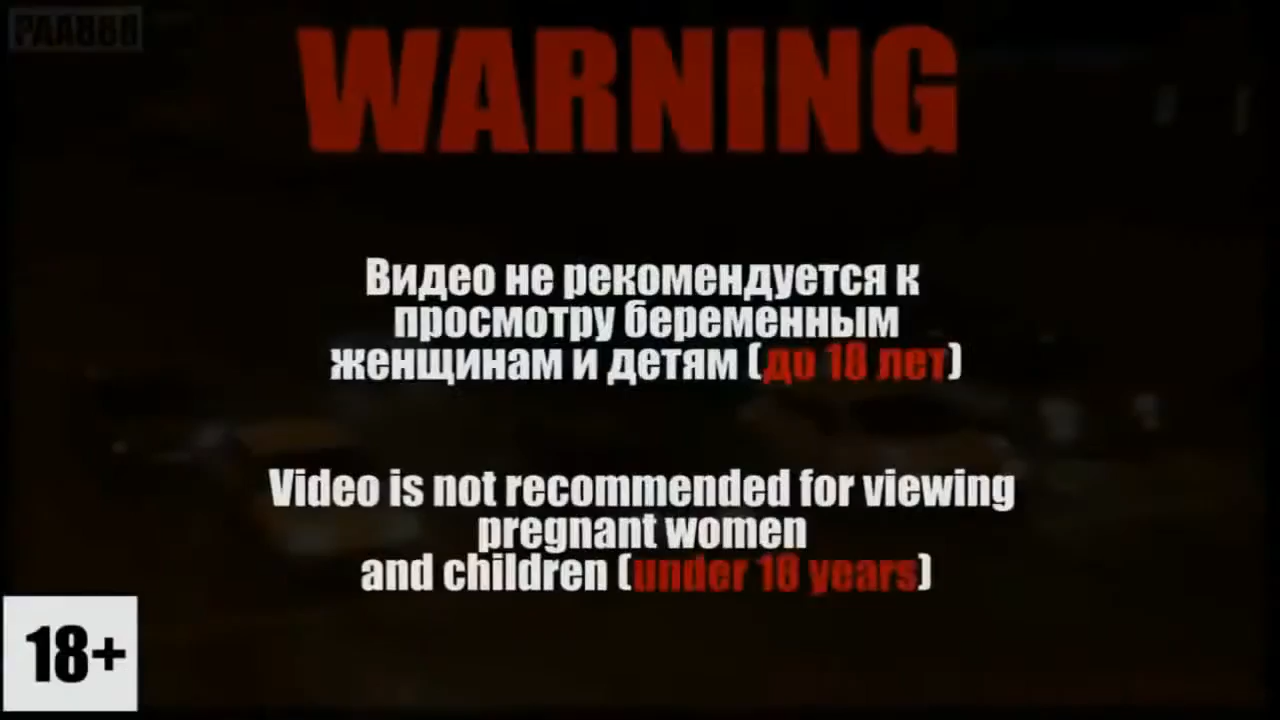 WARNING
Видео не рекомендуется к
просмотру беременным
женщинам и детям (до 18 лет)
Video is not recommended for viewing
pregnant women
and children (under 18 years)
18+